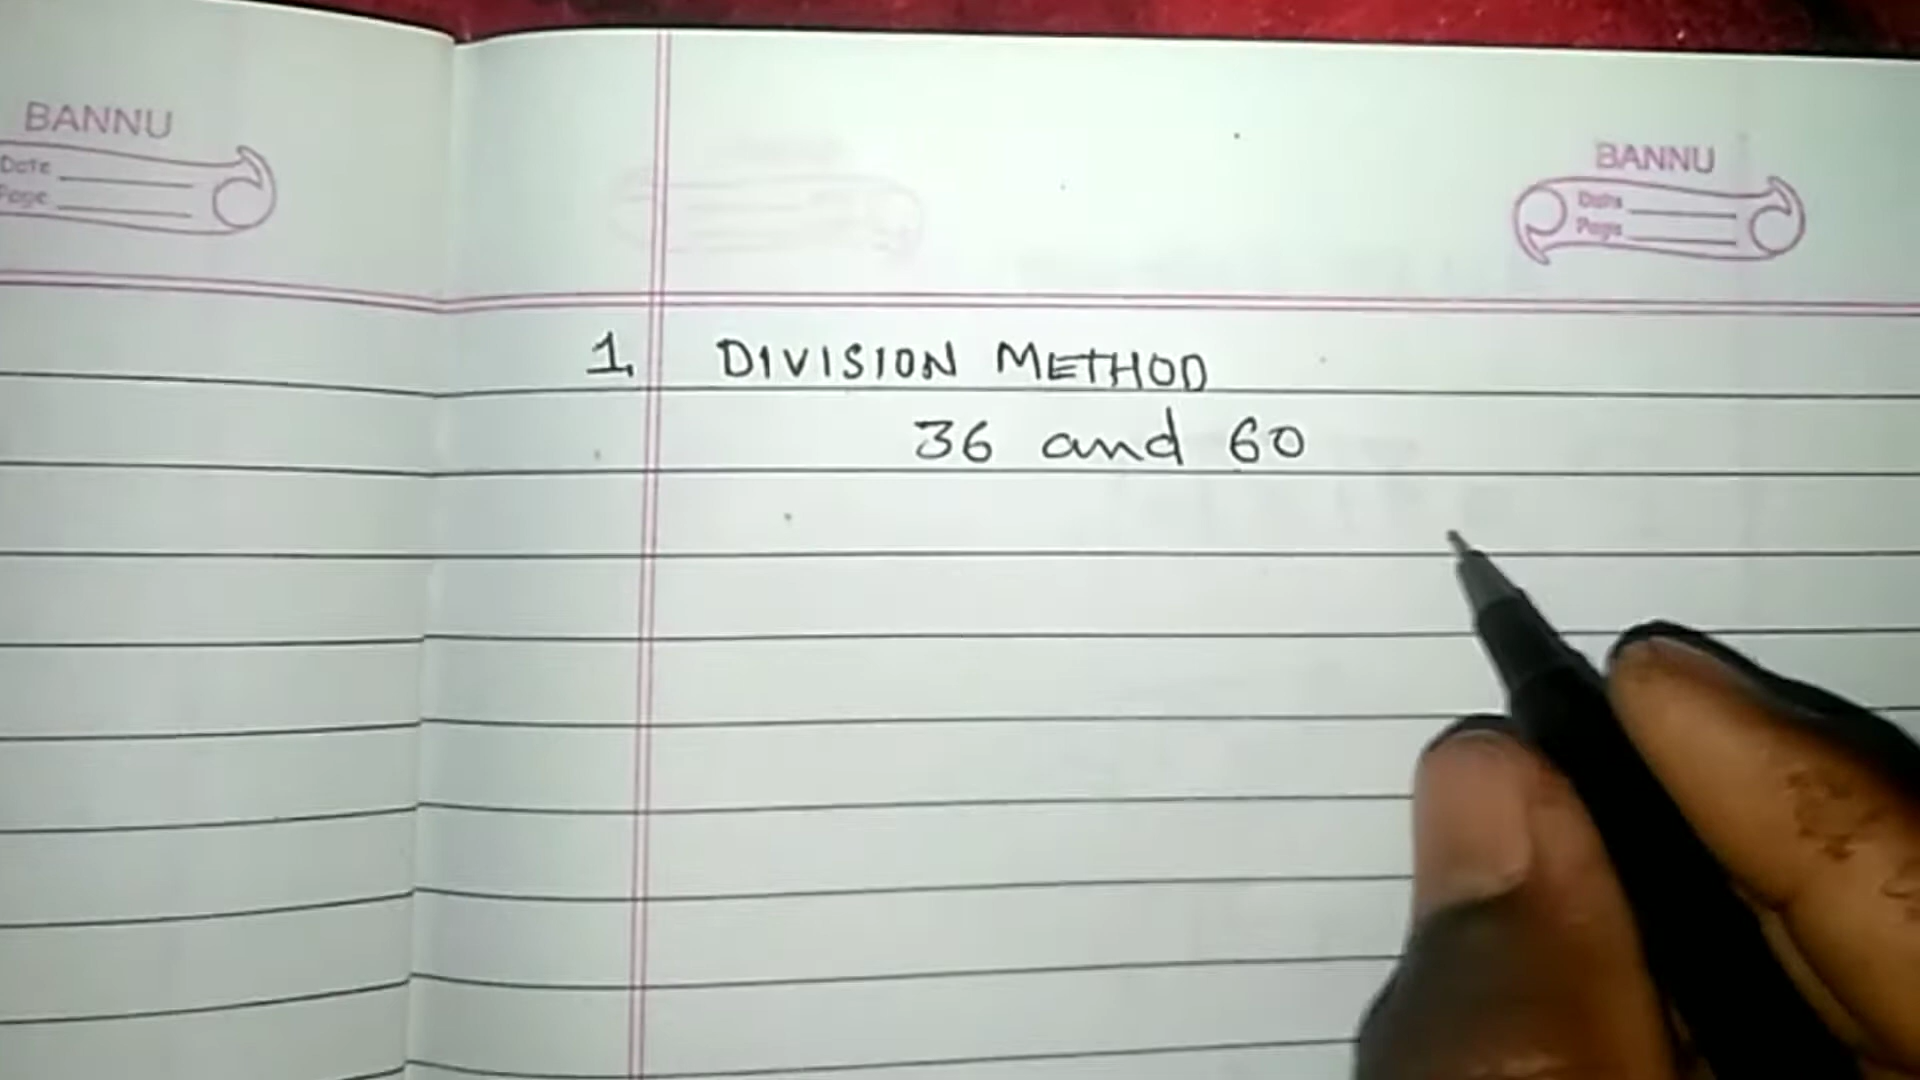 BANNU
Date
Page
BANNU
Date
Page
1. DIVISION METHOD
36 and 60